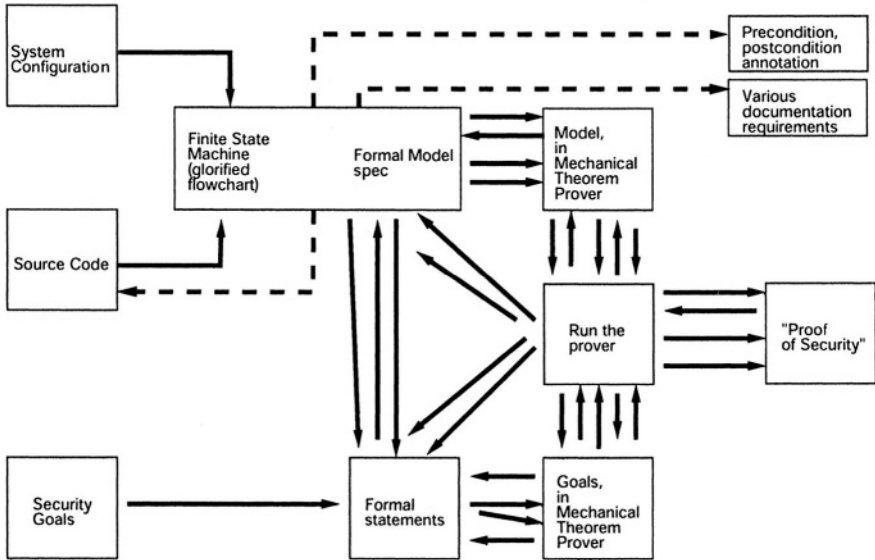 System
Configuration
Precondition,
postcondition
annotation
Various
documentation
requirements
Finite State
Machine
(glorified
flowchart)
Formal Model
spec
Model,
in
Mechanical
Theorem
Prover
Source Code
Run the
prover
"Proof
of Security"
Security
Goals
Formal
statements
Goals,
in
Mechanical
Theorem
Prover